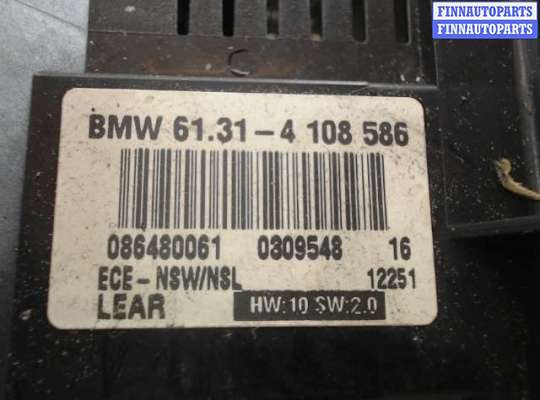 FINNAUTOPARTS
FINNAUTOPARTS
BMW 61.31-4 108 586
086480061 0309548 16
ECE-NSW/NSL 12251
LEAR HW:10 SW:2.0